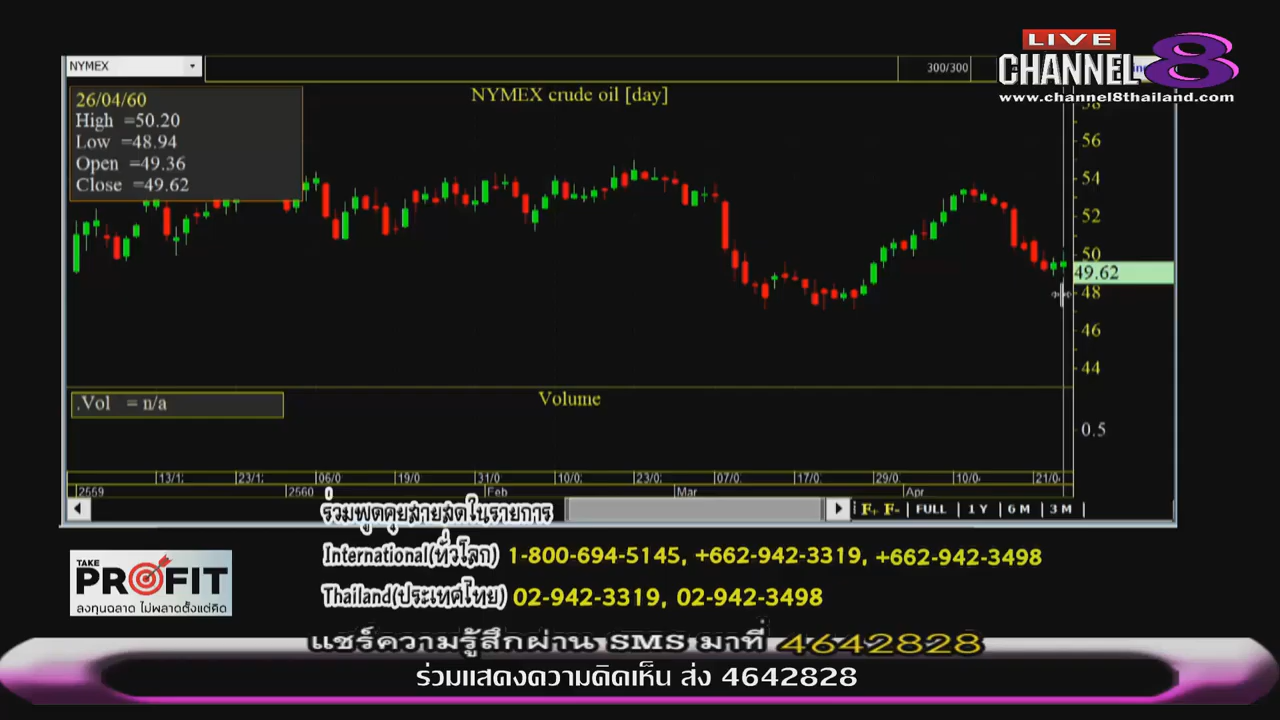 LIVE
CHANNEL 8
www.channel8thailand.com
NYMEX
300/300
NYMEX crude oil [day]
26/04/60
High =50.20
Low =48.94
Open =49.36
Close =49.62
56
54
52
50
49.62
48
46
44
.Vol = n/a
Volume
0.5
13/1; 23/1; 06/0 19/0 31/0 10/0; 23/0; 07/0; 17/0; 29/0; 10/0; 21/0
2559 2560 Feb Mar Apr
F+ F- FULL 1 Y 6 M 3 M
ร่วมพูดคุยสายสดในรายการ
International(ทั่วโลก) 1-800-694-5145, +662-942-3319, +662-942-3498
Thailand(ประเทศไทย) 02-942-3319, 02-942-3498
TAKE
PROFIT
ลงทุนฉลาด ไม่พลาดตั้งแต่คิด
แชร์ความรู้สึกผ่าน SMS มาที่ 4642828
ร่วมแสดงความคิดเห็น ส่ง 4642828